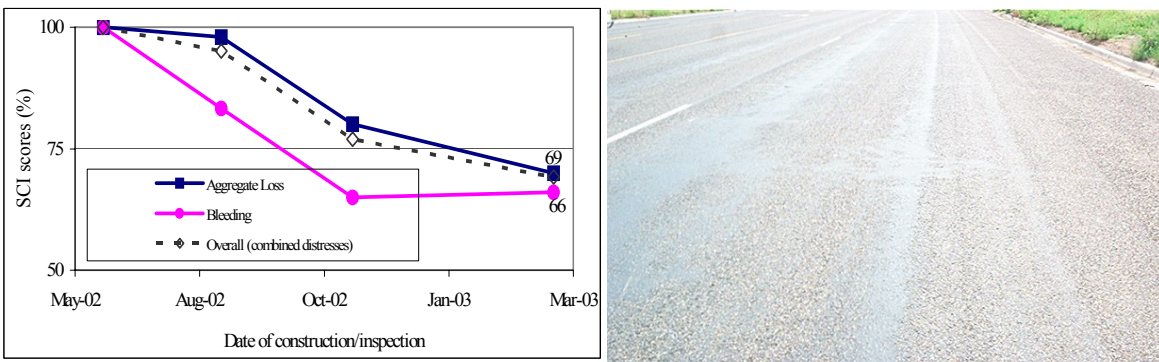 100
75
50
SCI scores (%)
69
66
Aggregate Loss
Bleeding
Overall (combined distresses)
May-02 Aug-02 Oct-02 Jan-03 Mar-03
Date of construction/inspection